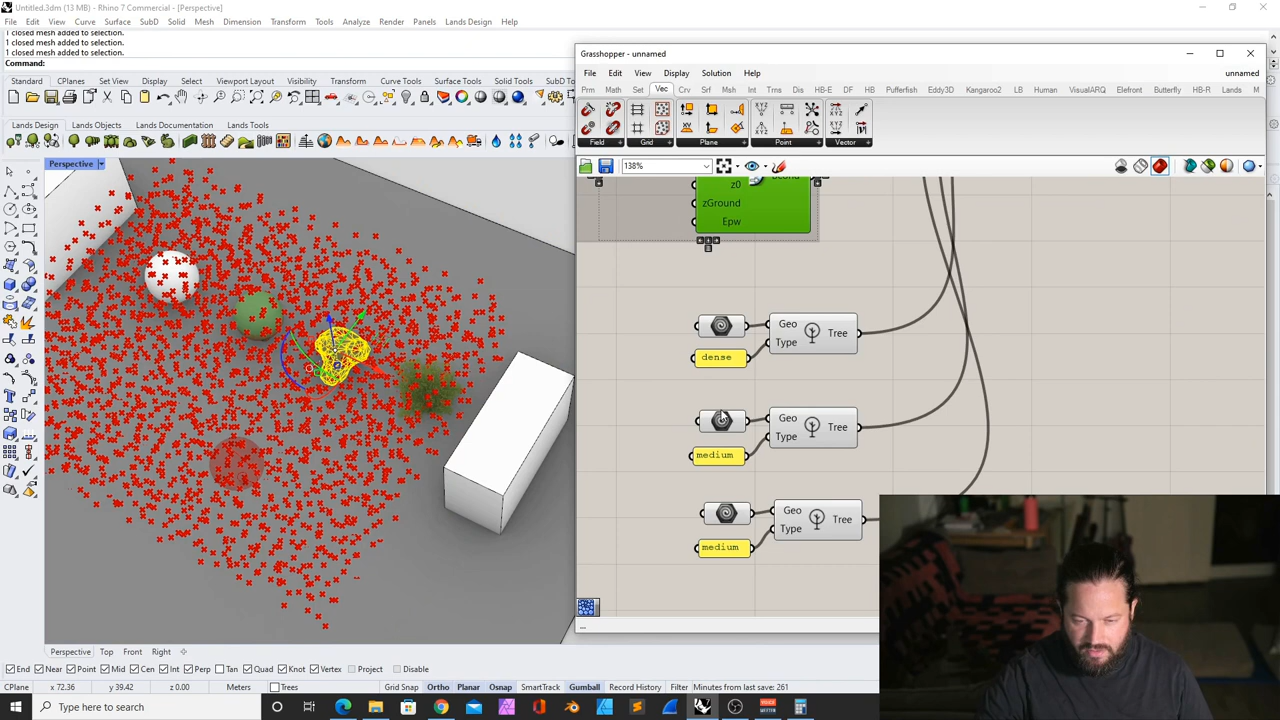 Untitled.3dm (13 MB) - Rhino 7 Commercial - [Perspective]
File Edit View Curve Surface SubD Solid Mesh Dimension Transform Tools Analyze Render Panels Lands Design Help
1 closed mesh added to selection.
1 closed mesh added to selection.
1 closed mesh added to selection.
Command:
Standard CPlanes Set View Display Select Viewport Layout Visibility Transform Curve Tools Surface Tools Solid Tools SubD To
Lands Design Lands Objects Lands Documentation Lands Tools
Perspective
Grasshopper - unnamed
File Edit View Display Solution Help unnamed
Prm Math Set Vec Crv Srf Msh Int Trns Dis HB-E DF HB Pufferfish Eddy3D Kangaroo2 LB Human VisualARQ Elefront Butterfly HB-R Lands M
Field Grid Plane Point Vector
138%
z0
zGround
Epw
Geo
Type
Tree
dense
Geo
Type
Tree
medium
Geo
Type
Tree
medium
...
Perspective Top Front Right
End Near Point Mid Cen Int Perp Tan Quad Knot Vertex Project Disable
CPlane x 72.36 y 39.42 z 0.00 Meters Trees Grid Snap Ortho Planar Osnap SmartTrack Gumball Record History Filter Minutes from last save: 261
Type here to search